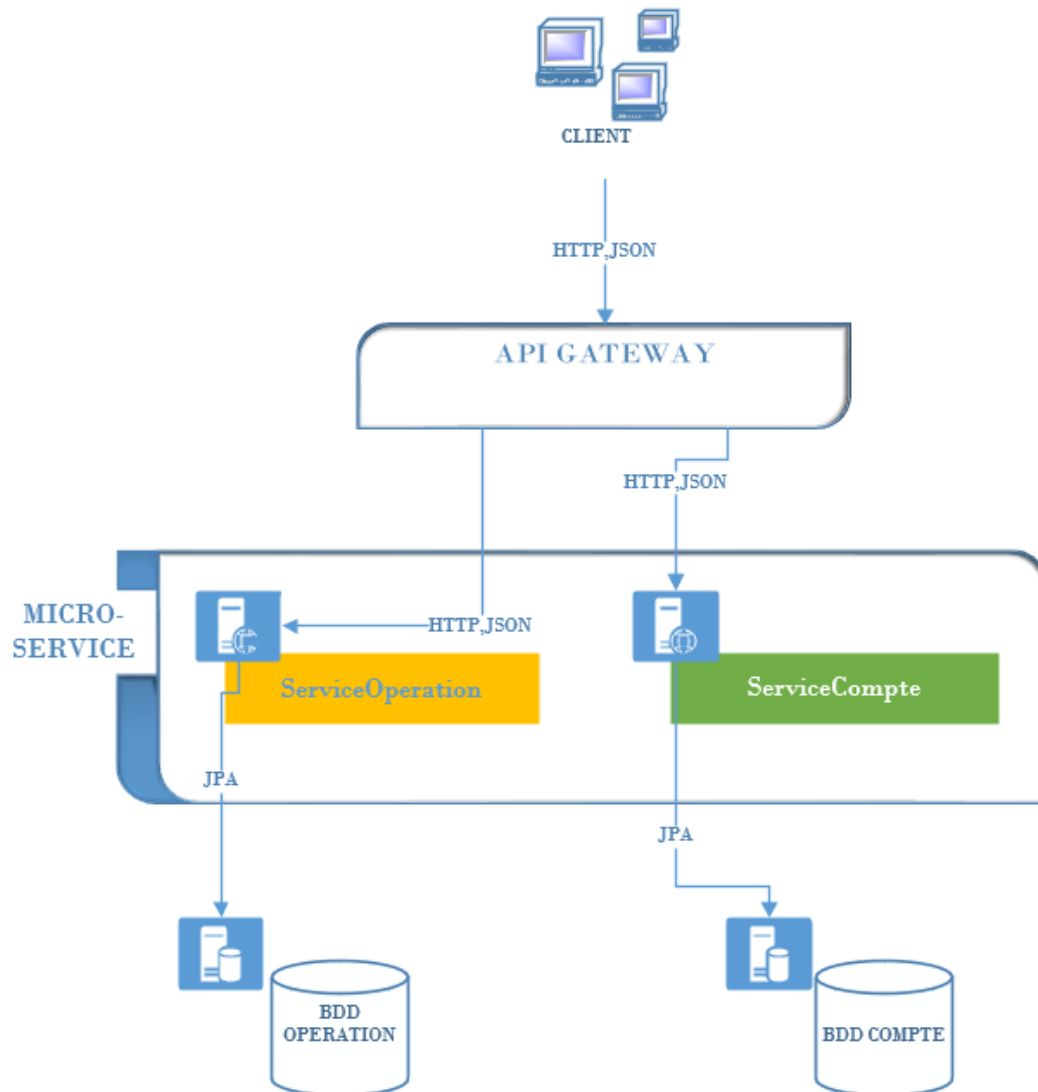 CLIENT
HTTP,JSON
API GATEWAY
HTTP,JSON
MICRO-
SERVICE
HTTP,JSON
ServiceOperation
ServiceCompte
JPA
JPA
BDD
OPERATION
BDD COMPTE